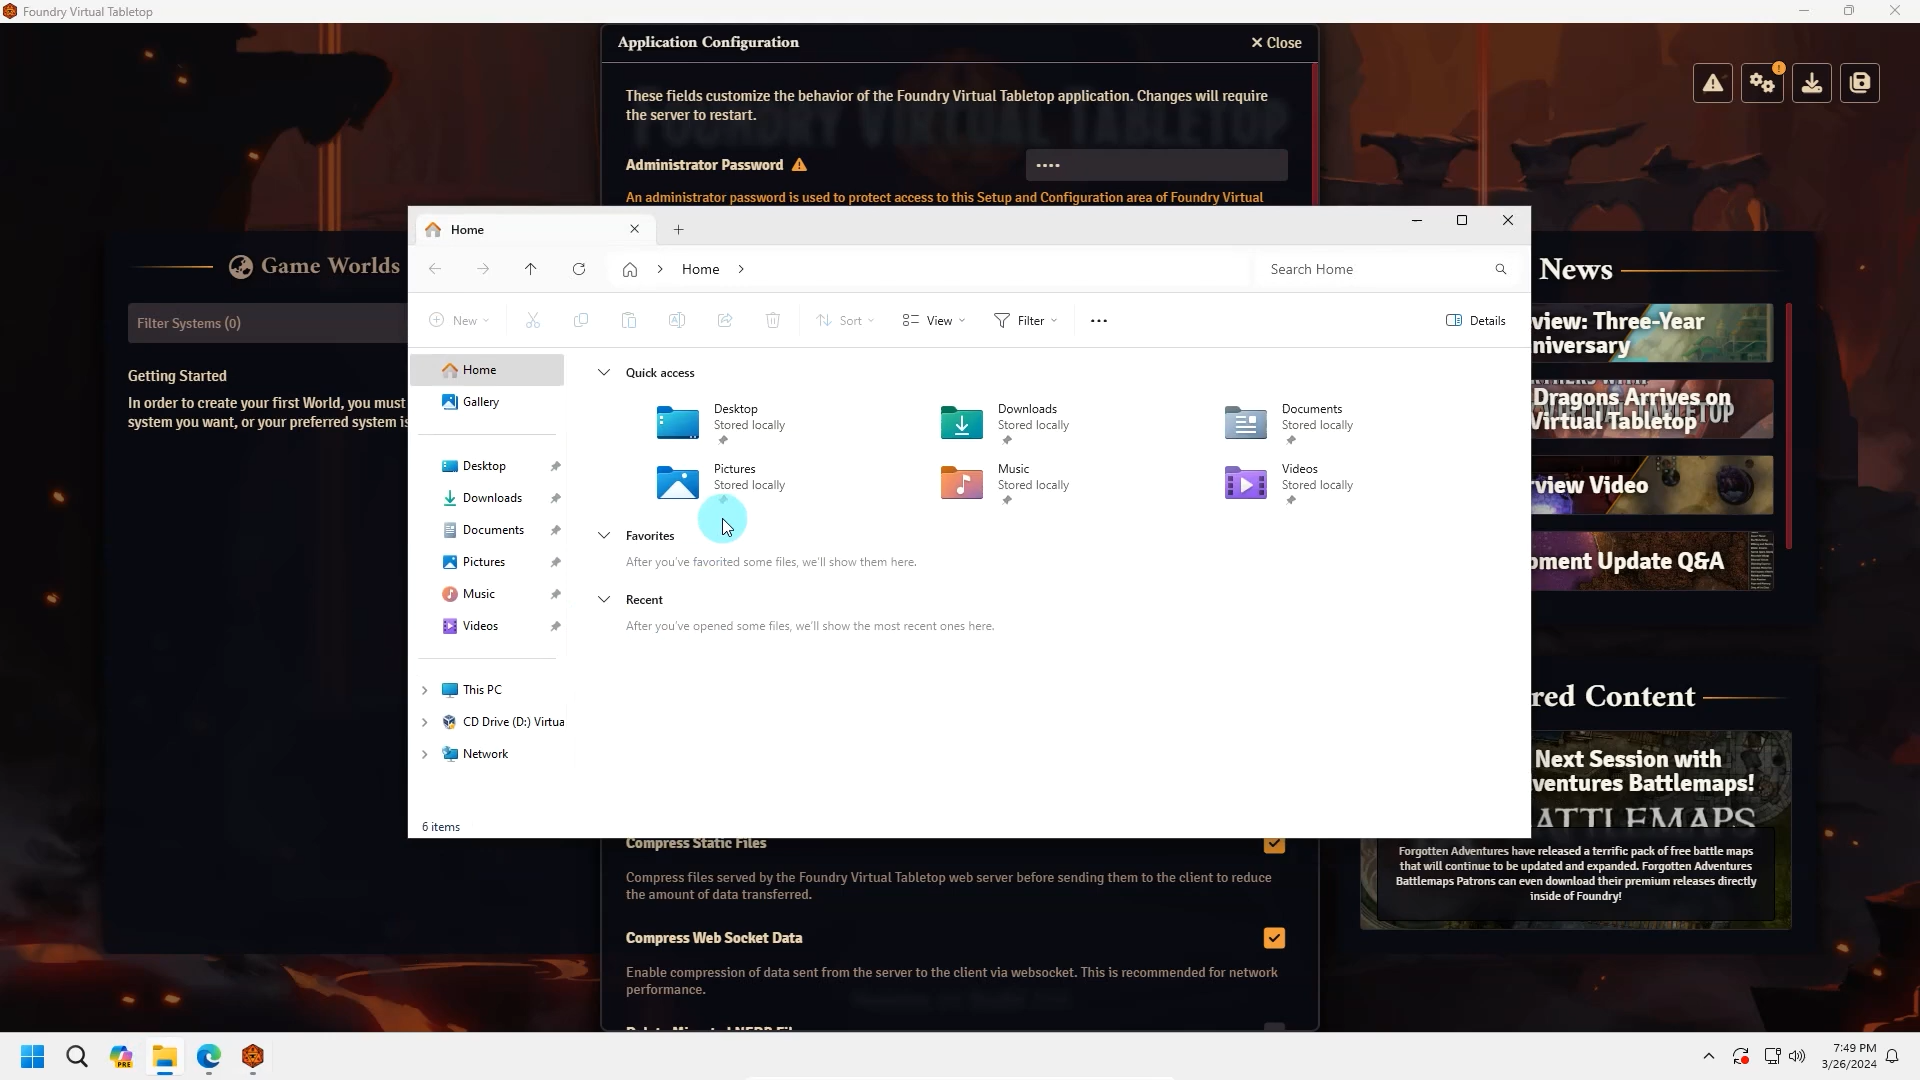 Foundry Virtual Tabletop
Application Configuration
Close
These fields customize the behavior of the Foundry Virtual Tabletop application. Changes will require
the server to restart.
Administrator Password
••••
An administrator password is used to protect access to this Setup and Configuration area of Foundry Virtual
Game Worlds
Filter Systems (0)
Getting Started
In order to create your first World, you must
system you want, or your preferred system is
Home
Home
Search Home
New
Sort
View
Filter
Details
Home
Gallery
Desktop
Downloads
Documents
Pictures
Music
Videos
This PC
CD Drive (D:) Virtua
Network
Quick access
Desktop
Stored locally
Downloads
Stored locally
Documents
Stored locally
Pictures
Stored locally
Music
Stored locally
Videos
Stored locally
Favorites
After you've favorited some files, we'll show them here.
Recent
After you've opened some files, we'll show the most recent ones here.
6 items
News
view: Three-Year
niversary
Dragons Arrives on
Virtual Tabletop
rview Video
oment Update Q&A
red Content
Next Session with
ventures Battlemaps!
ATTLEMAPS
Forgotten Adventures have released a terrific pack of free battle maps
that will continue to be updated and expanded. Forgotten Adventures
Battlemaps Patrons can even download their premium releases directly
inside of Foundry!
Compress Static Files
Compress files served by the Foundry Virtual Tabletop web server before sending them to the client to reduce
the amount of data transferred.
Compress Web Socket Data
Enable compression of data sent from the server to the client via websocket. This is recommended for network
performance.
PRE
7:49 PM
3/26/2024